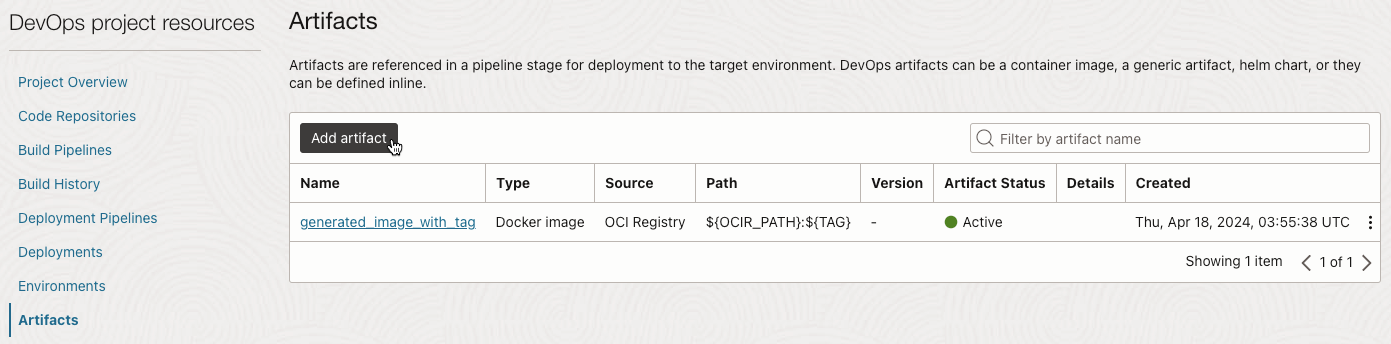 DevOps project resources
Project Overview
Code Repositories
Build Pipelines
Build History
Deployment Pipelines
Deployments
Environments
Artifacts
Artifacts
Artifacts are referenced in a pipeline stage for deployment to the target environment. DevOps artifacts can be a container image, a generic artifact, helm chart, or they
can be defined inline.
Add artifact
Filter by artifact name
Name Type Source Path Version Artifact Status Details Created
generated_image_with_tag Docker image OCI Registry ${OCIR_PATH}:${TAG} - Active Thu, Apr 18, 2024, 03:55:38 UTC
Showing 1 item 1 of 1